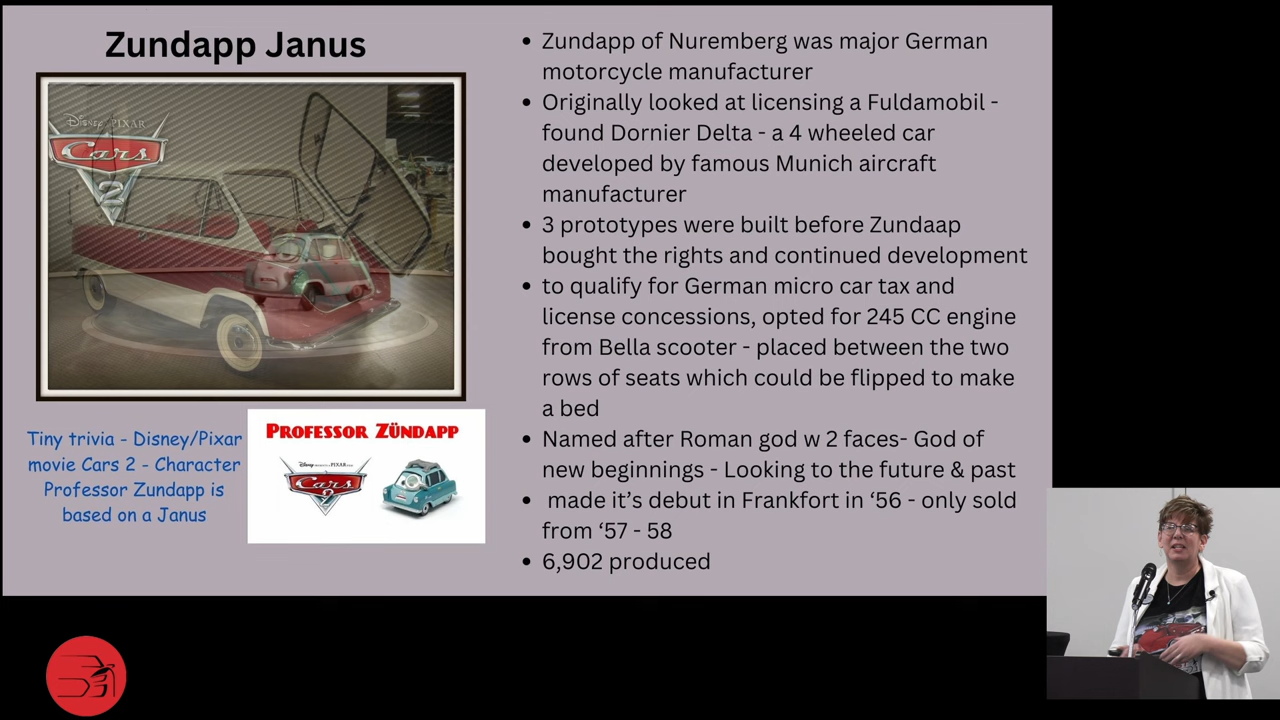 Zundapp Janus
Disney PIXAR
Cars
2
Tiny trivia - Disney/Pixar
movie Cars 2 - Character
Professor Zundapp is
based on a Janus
PROFESSOR ZÜNDAPP
Disney PIXAR
Cars
2
• Zundapp of Nuremberg was major German
motorcycle manufacturer
• Originally looked at licensing a Fuldamobil -
found Dornier Delta - a 4 wheeled car
developed by famous Munich aircraft
manufacturer
• 3 prototypes were built before Zundaap
bought the rights and continued development
• to qualify for German micro car tax and
license concessions, opted for 245 CC engine
from Bella scooter - placed between the two
rows of seats which could be flipped to make
a bed
• Named after Roman god w 2 faces- God of
new beginnings - Looking to the future & past
• made it’s debut in Frankfort in ‘56 - only sold
from ‘57 - 58
• 6,902 produced